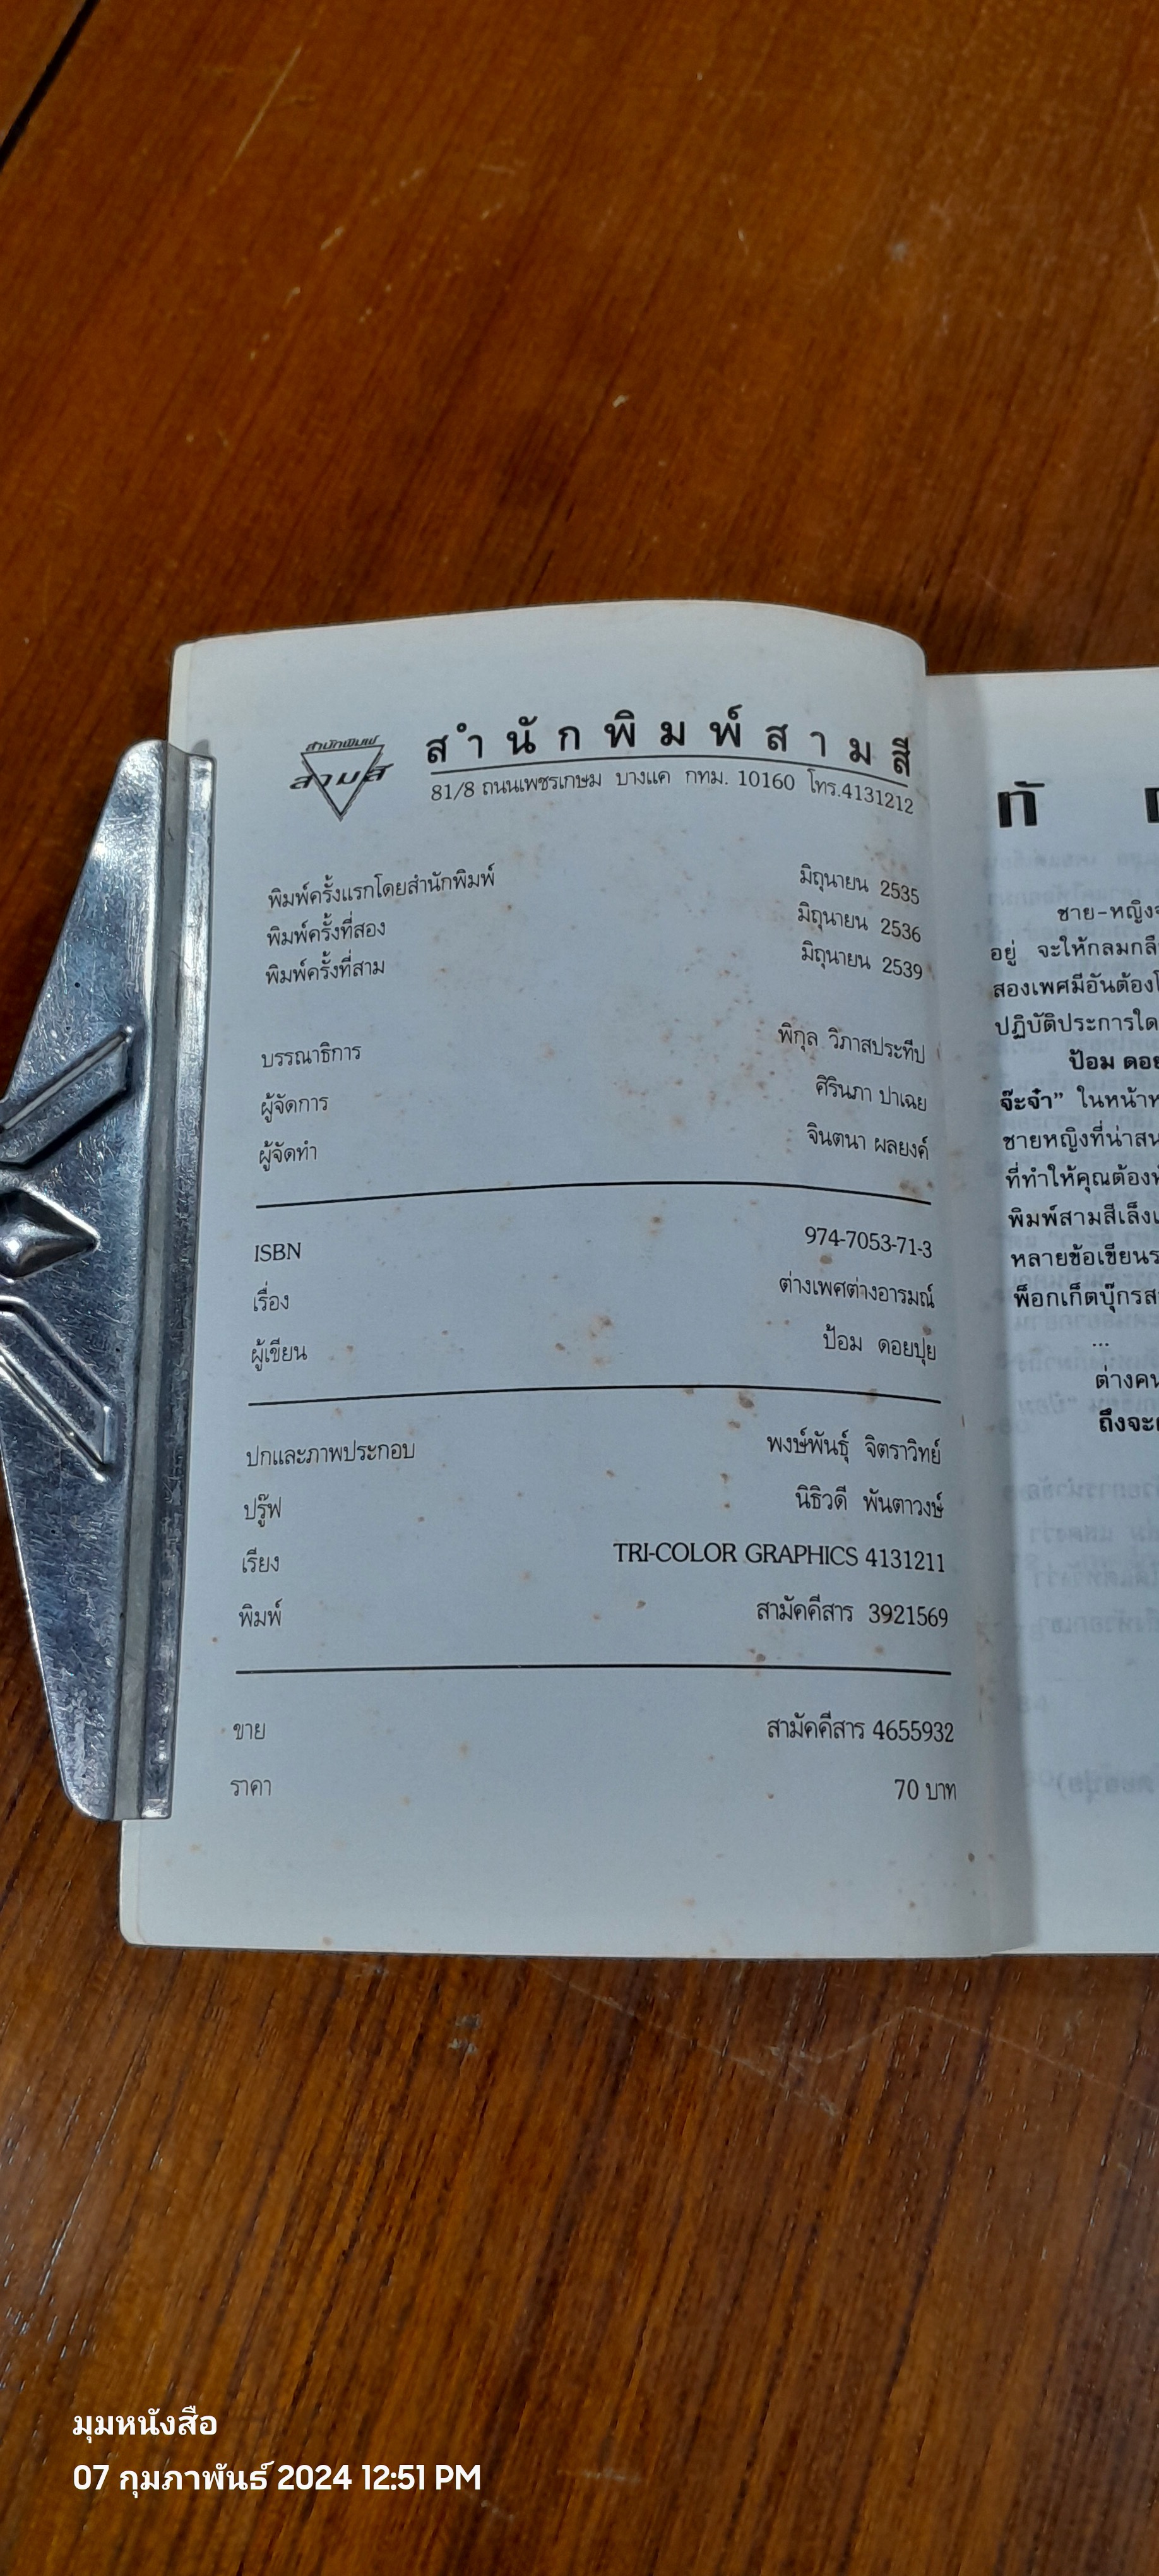 สำนักพิมพ์
สามสี
สำนักพิมพ์สามสี
81/8 ถนนเพชรเกษม บางแค กทม. 10160 โทร.4131212
พิมพ์ครั้งแรกโดยสำนักพิมพ์ มิถุนายน 2535
พิมพ์ครั้งที่สอง มิถุนายน 2536
พิมพ์ครั้งที่สาม มิถุนายน 2539
บรรณาธิการ พิกุล วิภาสประทีป
ผู้จัดการ ศิรินภา ปาเฉย
ผู้จัดทำ จินตนา ผลยงค์
ISBN 974-7053-71-3
เรื่อง ต่างเพศต่างอารมณ์
ผู้เขียน ป้อม ดอยปุย
ปกและภาพประกอบ พงษ์พันธุ์ จิตราวิทย์
ปรู๊ฟ นิธิวดี พันตาวงษ์
เรียง TRI-COLOR GRAPHICS 4131211
พิมพ์ สามัคคีสาร 3921569
ขาย สามัคคีสาร 4655932
ราคา 70 บาท
ชาย-หญิง
อยู่ จะให้กลมกลื
สองเพศมีอันต้อง
ปฏิบัติประการใด
ป้อม ดอย
จ๊ะจ๋า” ในหน้า
ชายหญิงที่น่าส
ที่ทำให้คุณต้อง
พิมพ์สามสีเล็ง
หลายข้อเขียน
พ็อกเก็ตบุ๊กรส
...
ต่างคน
ถึงจะ
มุมหนังสือ
07 กุมภาพันธ์ 2024 12:51 PM